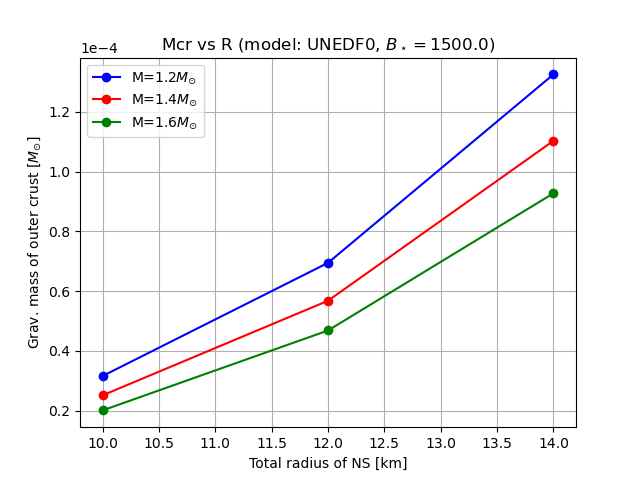 Mcr vs R (model: UNEDF0, B⋆ = 1500.0)
1e−4
M=1.2M⊙
M=1.4M⊙
M=1.6M⊙
Grav. mass of outer crust [M⊙]
1.2
1.0
0.8
0.6
0.4
0.2
10.0 10.5 11.0 11.5 12.0 12.5 13.0 13.5 14.0
Total radius of NS [km]